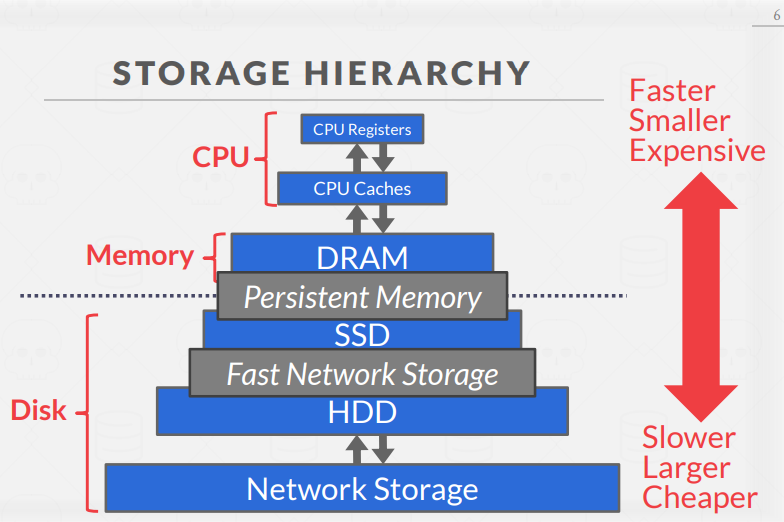 6
STORAGE HIERARCHY
Faster
Smaller
Expensive
CPU Registers
CPU
CPU Caches
Memory
DRAM
Persistent Memory
SSD
Fast Network Storage
Disk
HDD
Slower
Larger
Cheaper
Network Storage